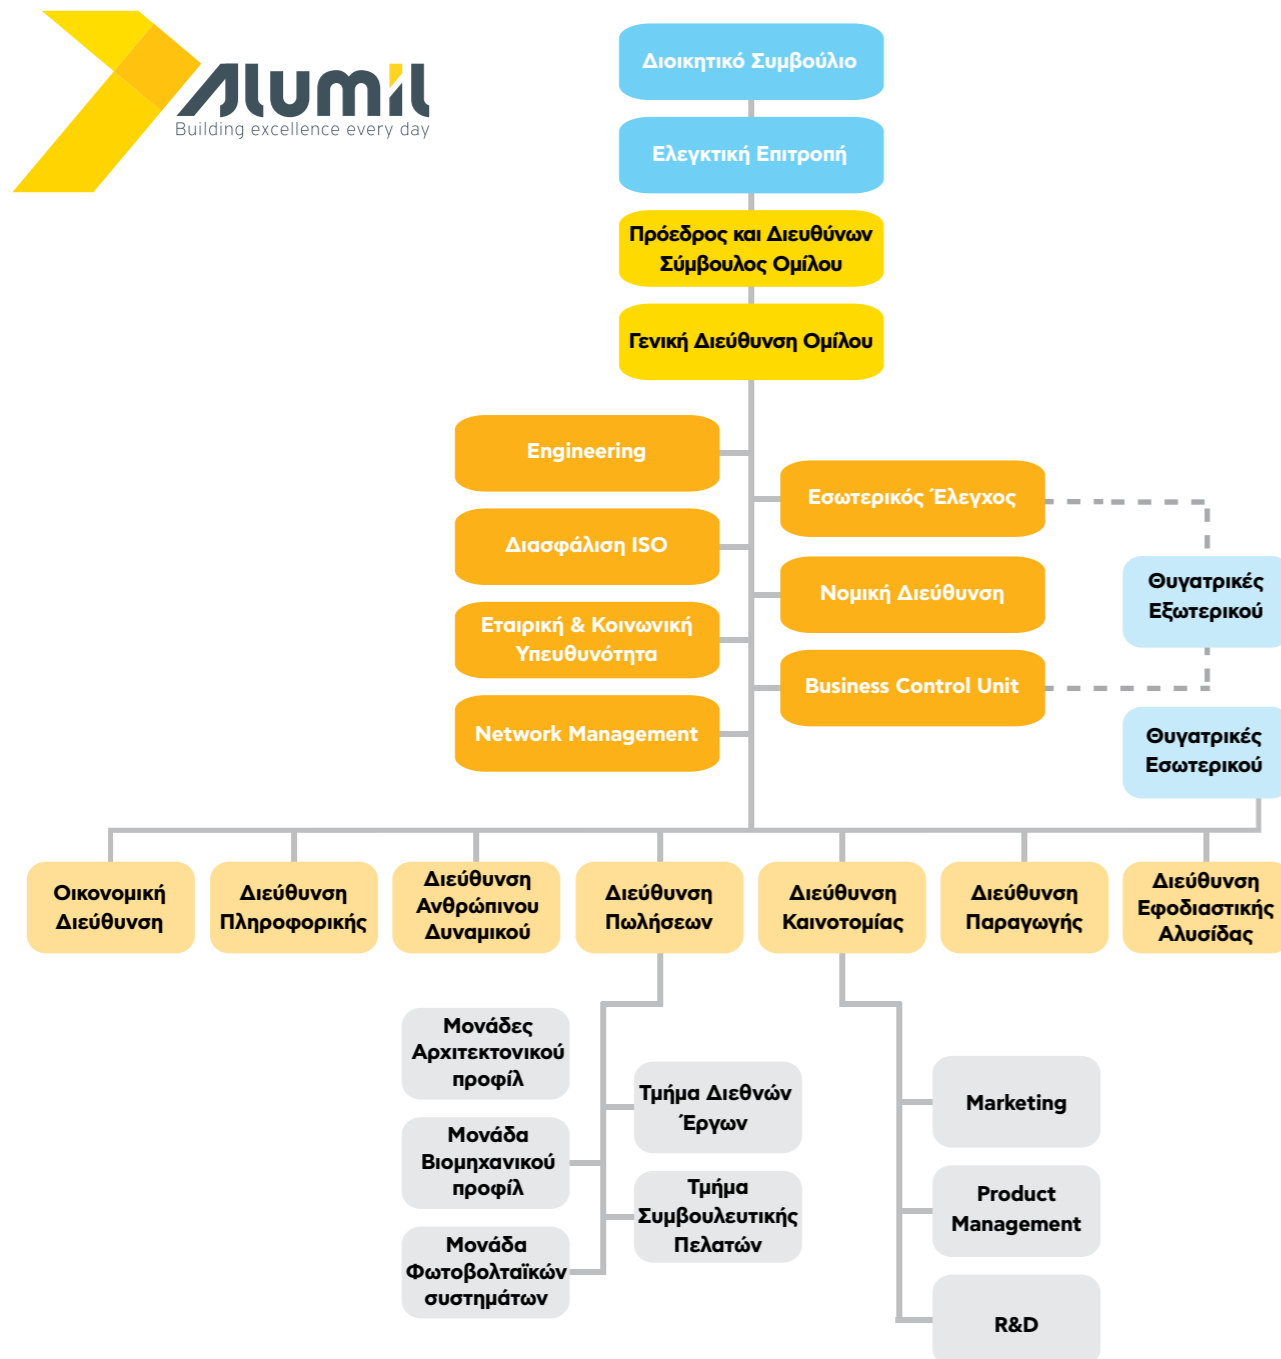 Alumil
Building excellence every day
Διοικητικό Συμβούλιο
Ελεγκτική Επιτροπή
Πρόεδρος και Διευθύνων
Σύμβουλος Ομίλου
Γενική Διεύθυνση Ομίλου
Engineering
Εσωτερικός Έλεγχος
Διασφάλιση ISO
Νομική Διεύθυνση
Θυγατρικές
Εξωτερικού
Εταιρική & Κοινωνική
Υπευθυνότητα
Business Control Unit
Network Management
Θυγατρικές
Εσωτερικού
Οικονομική
Διεύθυνση
Διεύθυνση
Πληροφορικής
Διεύθυνση
Ανθρώπινου
Δυναμικού
Διεύθυνση
Πωλήσεων
Διεύθυνση
Καινοτομίας
Διεύθυνση
Παραγωγής
Διεύθυνση
Εφοδιαστικής
Αλυσίδας
Μονάδες
Αρχιτεκτονικού
προφίλ
Τμήμα Διεθνών
Έργων
Marketing
Μονάδα
Βιομηχανικού
προφίλ
Τμήμα
Συμβουλευτικής
Πελατών
Product
Management
Μονάδα
Φωτοβολταϊκών
συστημάτων
R&D